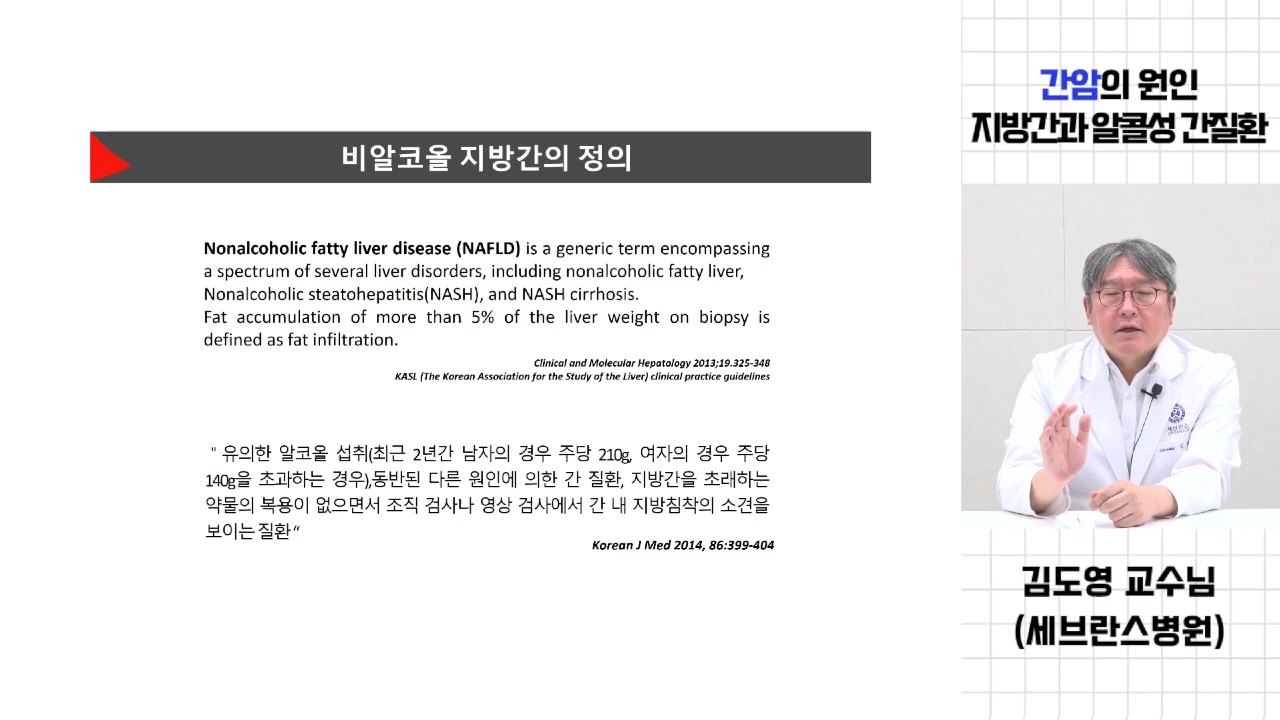 비알코올 지방간의 정의
Nonalcoholic fatty liver disease (NAFLD) is a generic term encompassing
a spectrum of several liver disorders, including nonalcoholic fatty liver,
Nonalcoholic steatohepatitis(NASH), and NASH cirrhosis.
Fat accumulation of more than 5% of the liver weight on biopsy is
defined as fat infiltration.
Clinical and Molecular Hepatology 2013;19.325-348
KASL (The Korean Association for the Study of the Liver) clinical practice guidelines
" 유의한 알코올 섭취(최근 2년간 남자의 경우 주당 210g, 여자의 경우 주당
140g을 초과하는 경우),동반된 다른 원인에 의한 간 질환, 지방간을 초래하는
약물의 복용이 없으면서 조직 검사나 영상 검사에서 간 내 지방침착의 소견을
보이는 질환“
Korean J Med 2014, 86:399-404
간암의 원인
지방간과 알콜성 간질환
세브란스
김도영 교수님
(세브란스병원)